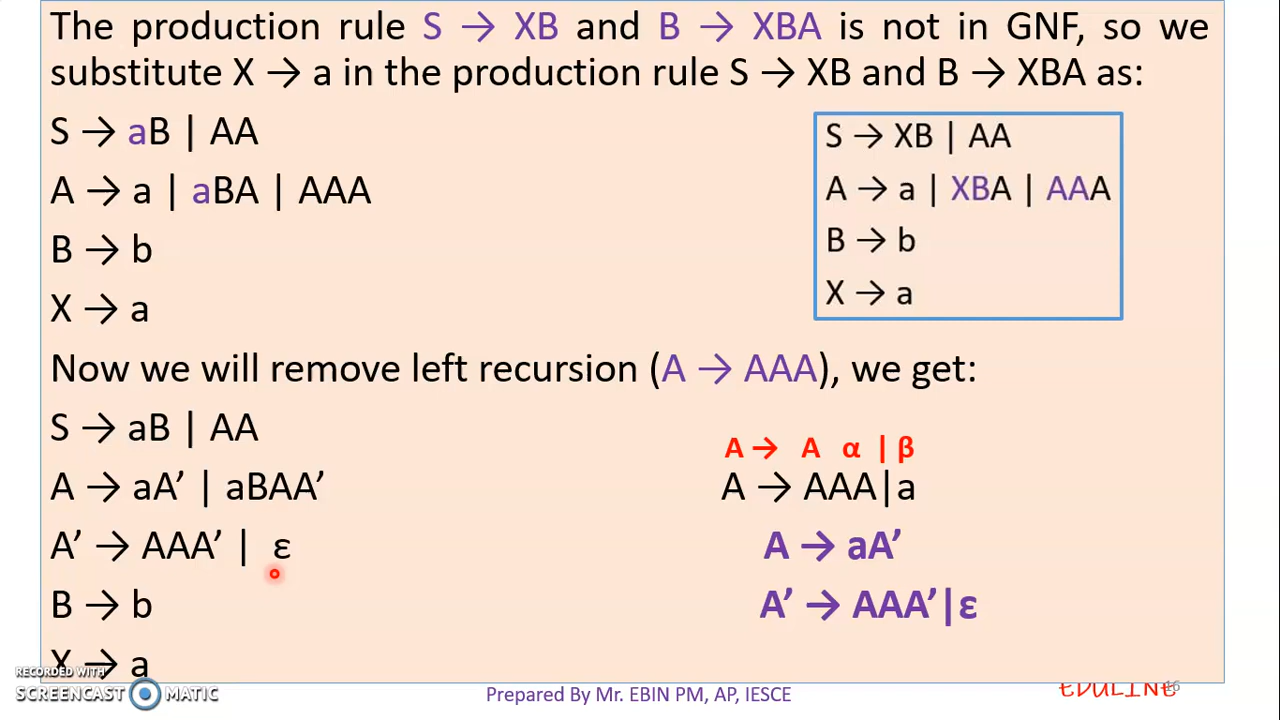 The production rule S → XB and B → XBA is not in GNF, so we
substitute X → a in the production rule S → XB and B → XBA as:
S → aB | AA
A → a | aBA | AAA
B → b
X → a
S → XB | AA
A → a | XBA | AAA
B → b
X → a
Now we will remove left recursion (A → AAA), we get:
S → aB | AA
A → aA’ | aBAA’
A’ → AAA’ | ε
B → b
X → a
A → A α | β
A → AAA|a
A → aA’
A’ → AAA’|ε
RECORDED WITH
SCREENCAST MATIC
Prepared By Mr. EBIN PM, AP, IESCE
EDULINE
16